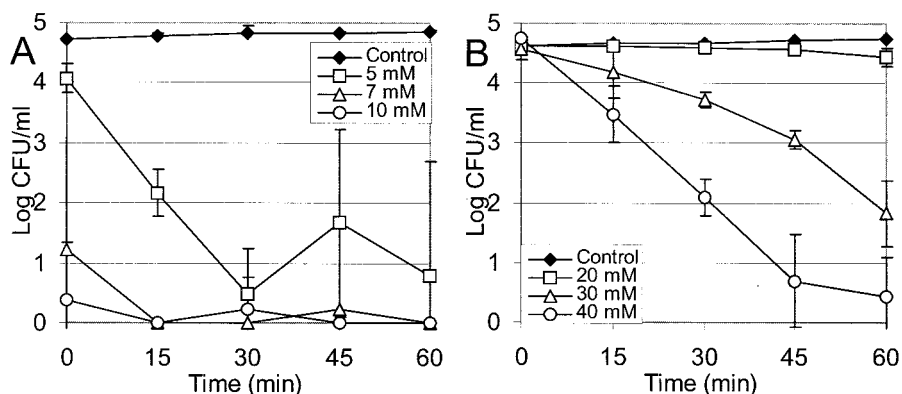 A
Log CFU/ml
5
4
3
2
1
0
0 15 30 45 60
Time (min)
Control
5 mM
7 mM
10 mM
B
Log CFU/ml
5
4
3
2
1
0
0 15 30 45 60
Time (min)
Control
20 mM
30 mM
40 mM